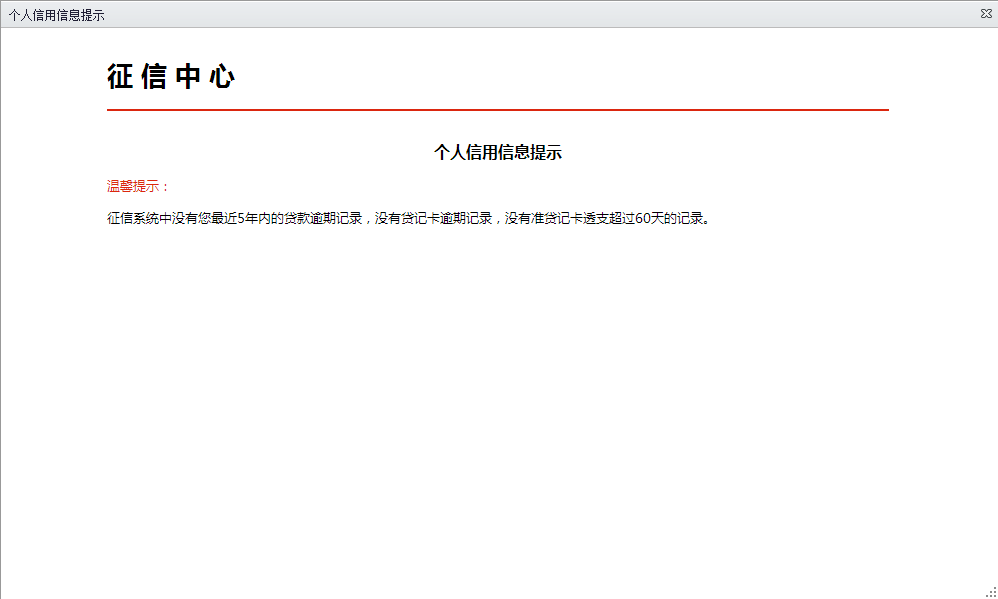 个人信用信息提示
征 信 中 心
个人信用信息提示
温馨提示：
征信系统中没有您最近5年内的贷款逾期记录，没有贷记卡逾期记录，没有准贷记卡透支超过60天的记录。